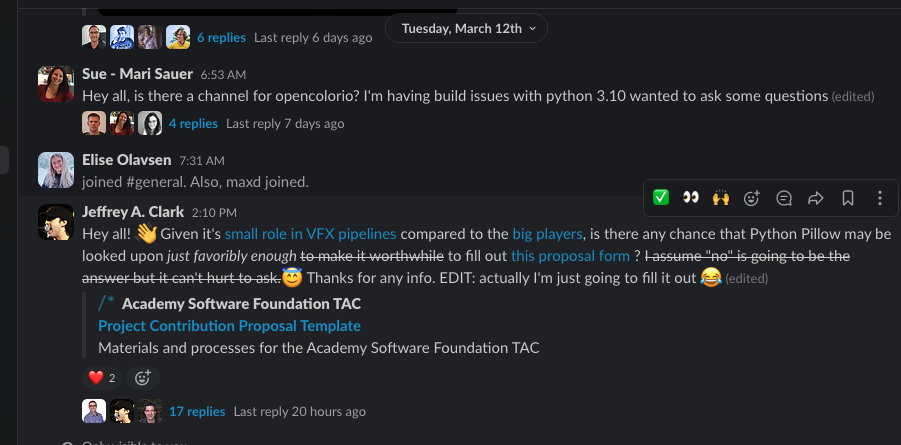 6 replies Last reply 6 days ago
Tuesday, March 12th
Sue - Mari Sauer 6:53 AM
Hey all, is there a channel for opencolorio? I'm having build issues with python 3.10 wanted to ask some questions (edited)
4 replies Last reply 7 days ago
Elise Olavsen 7:31 AM
joined #general. Also, maxd joined.
Jeffrey A. Clark 2:10 PM
Hey all! 👋 Given it's small role in VFX pipelines compared to the big players, is there any chance that Python Pillow may be
looked upon just favoribly enough to make it worthwhile to fill out this proposal form ? I assume "no" is going to be the
answer but it can't hurt to ask.😇 Thanks for any info. EDIT: actually I'm just going to fill it out 😂 (edited)
/* Academy Software Foundation TAC
Project Contribution Proposal Template
Materials and processes for the Academy Software Foundation TAC
❤️ 2
17 replies Last reply 20 hours ago
Only visible to you